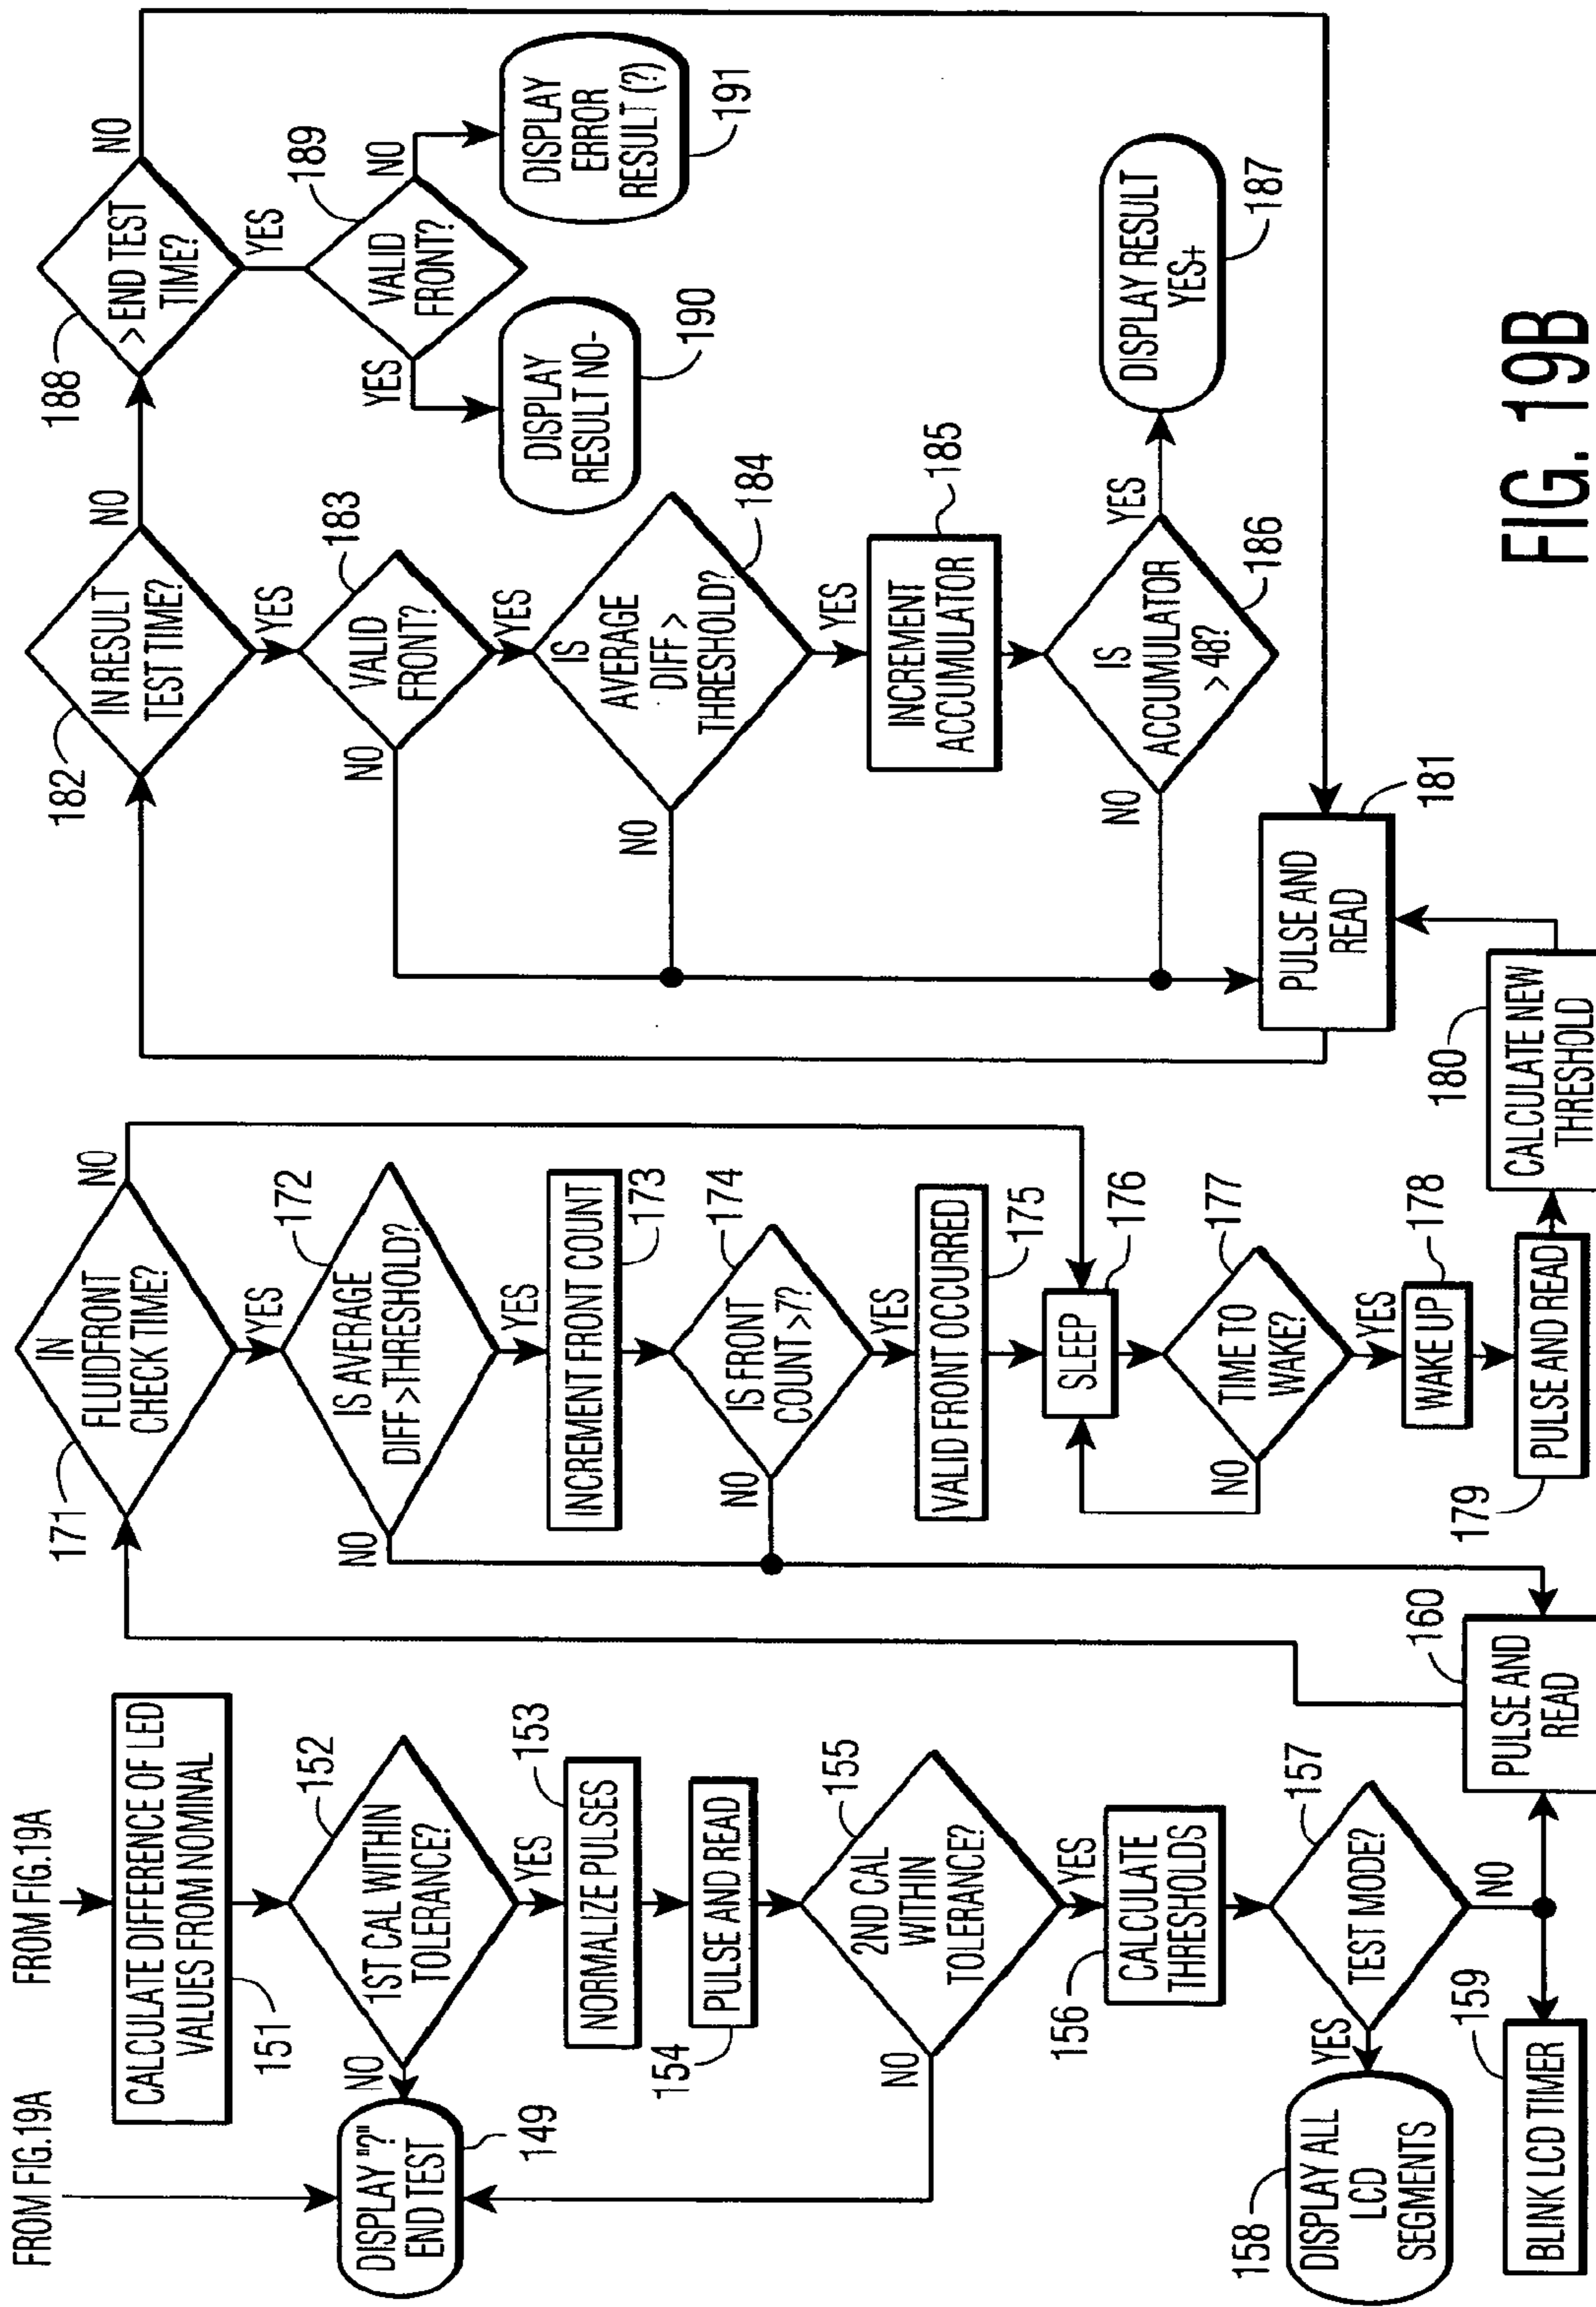 FROM FIG.19A
FROM FIG.19A
CALCULATE DIFFERENCE OF LED
VALUES FROM NOMINAL
151
152
1ST CAL WITHIN
TOLERANCE?
NO
YES
DISPLAY "?"
END TEST
149
153
NORMALIZE PULSES
PULSE AND READ
154
155
2ND CAL
WITHIN
TOLERANCE?
NO
YES
156
CALCULATE
THRESHOLDS
157
TEST MODE?
YES
NO
158
DISPLAY ALL
LCD
SEGMENTS
159
BLINK LCD TIMER
160
PULSE AND
READ
171
IN
FLUIDFRONT
CHECK TIME?
NO
YES
172
IS AVERAGE
DIFF > THRESHOLD?
NO
YES
INCREMENT FRONT COUNT
173
174
IS FRONT
COUNT >7?
NO
YES
VALID FRONT OCCURRED
175
SLEEP
176
177
TIME TO
WAKE?
NO
YES
WAKE UP
178
PULSE AND READ
179
180
CALCULATE NEW
THRESHOLD
181
PULSE AND
READ
182
IN RESULT
TEST TIME?
NO
YES
183
VALID
FRONT?
NO
YES
184
IS
AVERAGE
DIFF >
THRESHOLD?
NO
YES
185
INCREMENT
ACCUMULATOR
186
IS
ACCUMULATOR
> 48?
NO
YES
DISPLAY RESULT
YES+
187
188
> END TEST
TIME?
NO
YES
189
VALID
FRONT?
YES
NO
DISPLAY
RESULT NO-
190
DISPLAY
ERROR
RESULT (?)
191
FIG. 19B